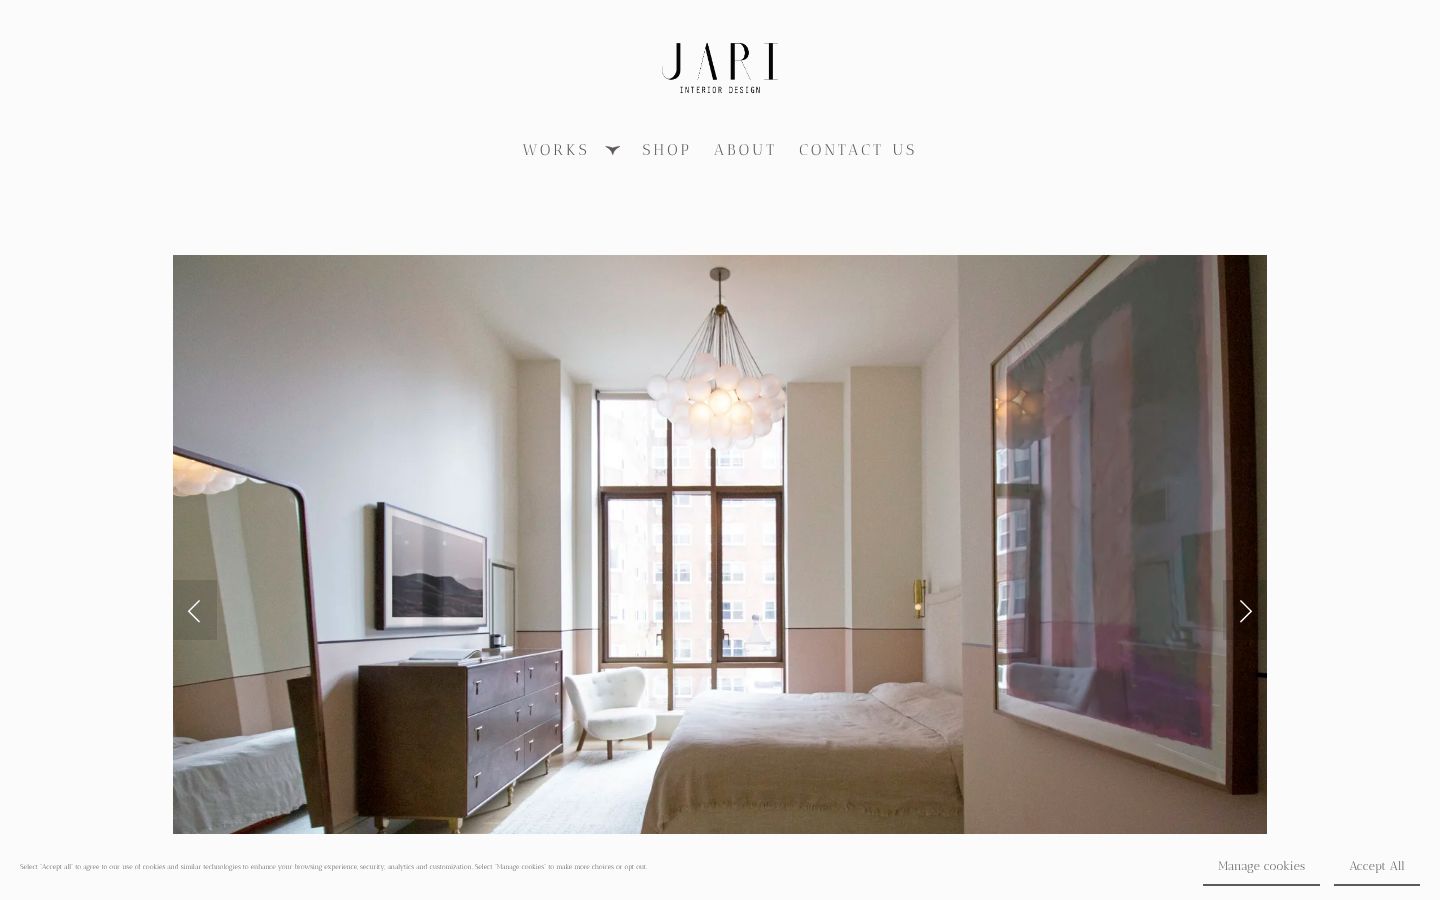 JARI
INTERIOR DESIGN
WORKS SHOP ABOUT CONTACT US
Select "Accept all" to agree to our use of cookies and similar technologies to enhance your browsing experience, security, analytics and customization. Select "Manage cookies" to make more choices or opt out.
Manage cookies
Accept All